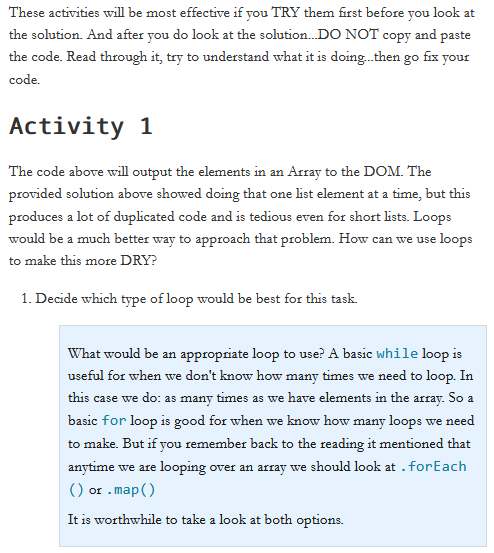 These activities will be most effective if you TRY them first before you look at
the solution. And after you do look at the solution...DO NOT copy and paste
the code. Read through it, try to understand what it is doing...then go fix your
code.
Activity 1
The code above will output the elements in an Array to the DOM. The
provided solution above showed doing that one list element at a time, but this
produces a lot of duplicated code and is tedious even for short lists. Loops
would be a much better way to approach that problem. How can we use loops
to make this more DRY?
1. Decide which type of loop would be best for this task.
What would be an appropriate loop to use? A basic while loop is
useful for when we don't know how many times we need to loop. In
this case we do: as many times as we have elements in the array. So a
basic for loop is good for when we know how many loops we need
to make. But if you remember back to the reading it mentioned that
anytime we are looping over an array we should look at .forEach
() or .map()
It is worthwhile to take a look at both options.